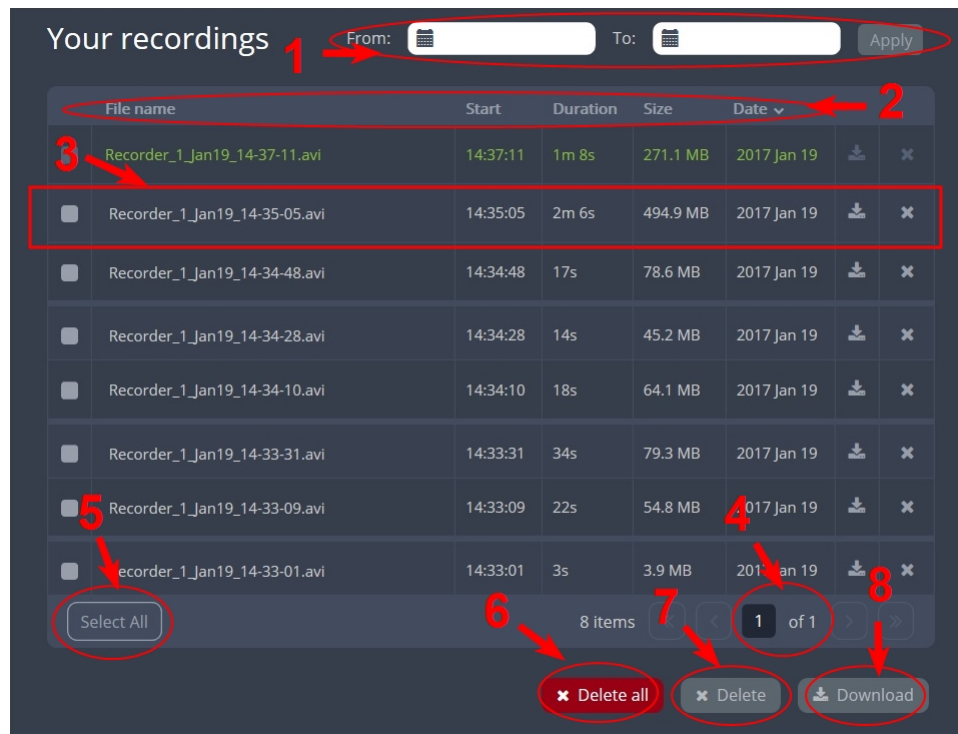 Your recordings From: To: Apply
1
File name Start Duration Size Date
2
3
Recorder_1_Jan19_14-37-11.avi 14:37:11 1m 8s 271.1 MB 2017 Jan 19
Recorder_1_Jan19_14-35-05.avi 14:35:05 2m 6s 494.9 MB 2017 Jan 19
Recorder_1_Jan19_14-34-48.avi 14:34:48 17s 78.6 MB 2017 Jan 19
Recorder_1_Jan19_14-34-28.avi 14:34:28 14s 45.2 MB 2017 Jan 19
Recorder_1_Jan19_14-34-10.avi 14:34:10 18s 64.1 MB 2017 Jan 19
Recorder_1_Jan19_14-33-31.avi 14:33:31 34s 79.3 MB 2017 Jan 19
Recorder_1_Jan19_14-33-09.avi 14:33:09 22s 54.8 MB 2017 Jan 19
5 4
Recorder_1_Jan19_14-33-01.avi 14:33:01 3s 3.9 MB 2017 Jan 19
8
6 7
Select All 8 items 1 of 1
Delete all Delete Download